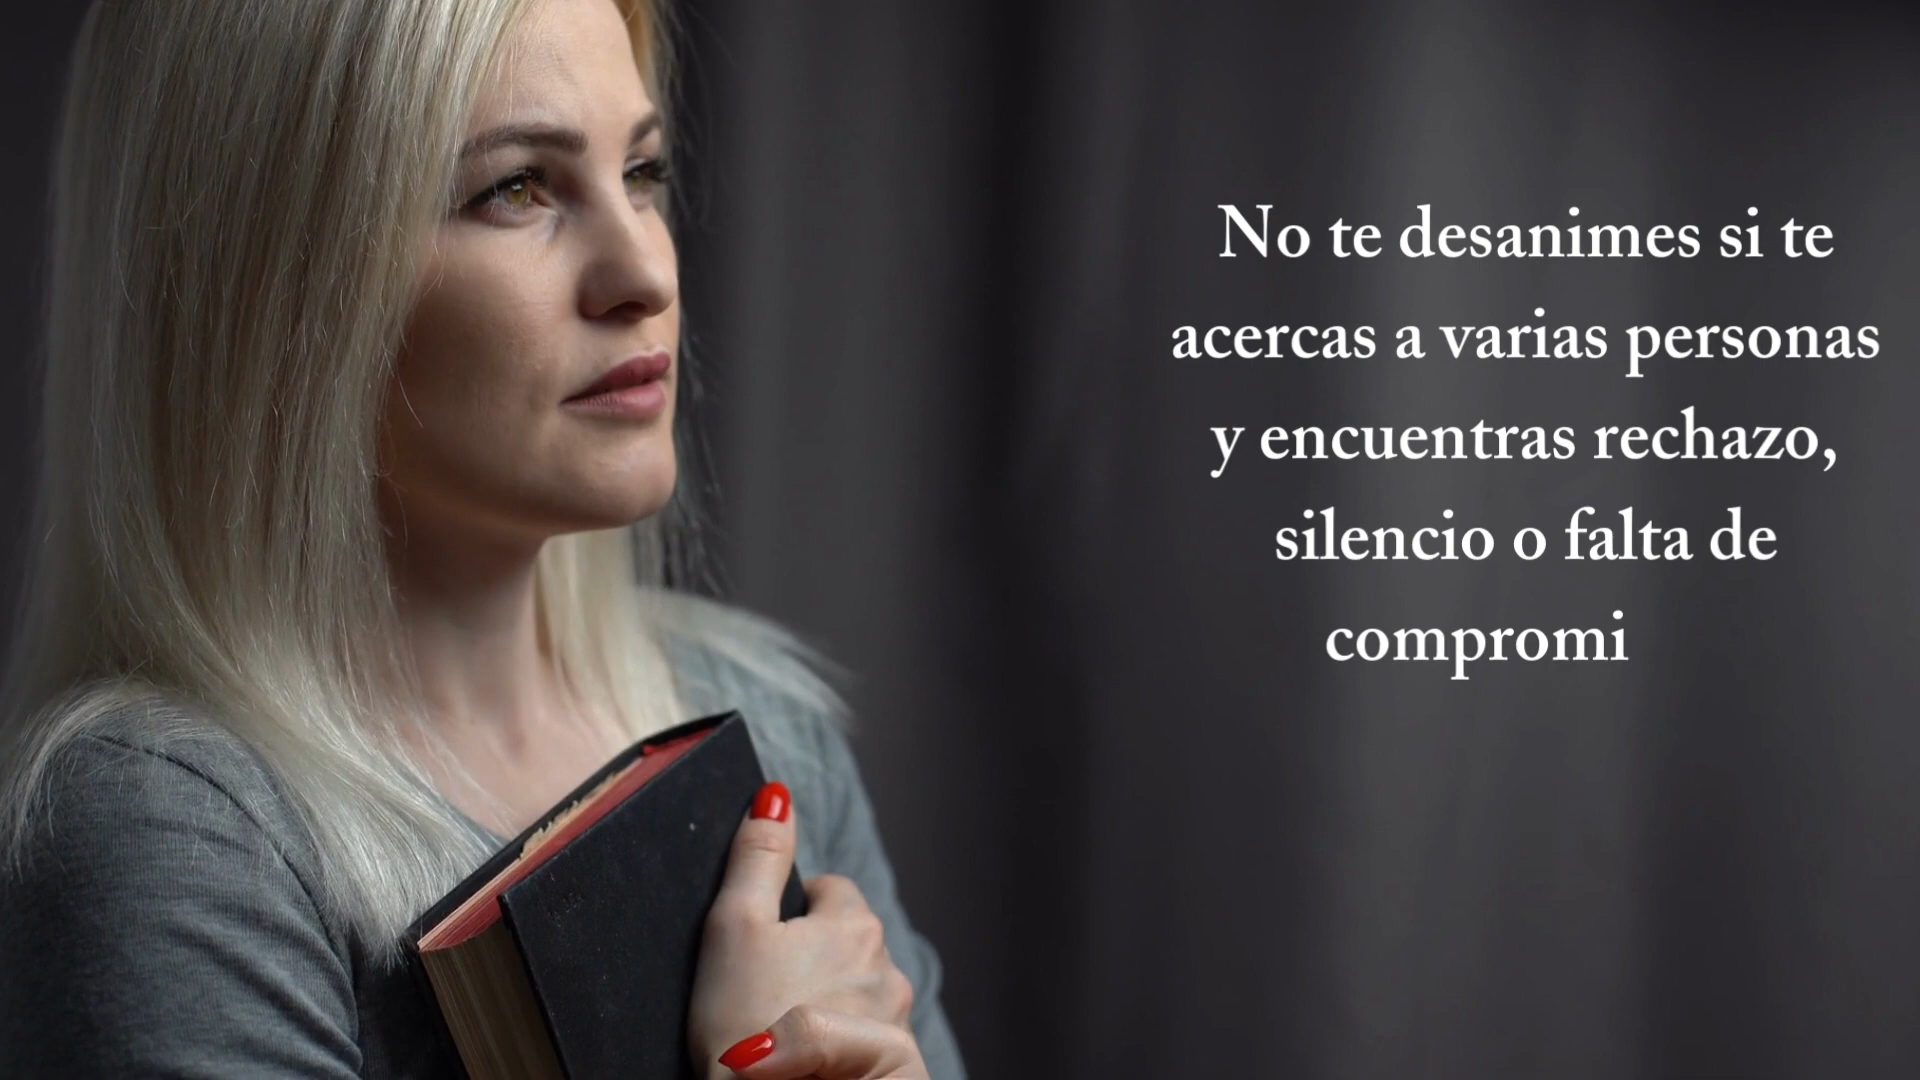 No te desanimes si te
acercas a varias personas
y encuentras rechazo,
silencio o falta de
compromi